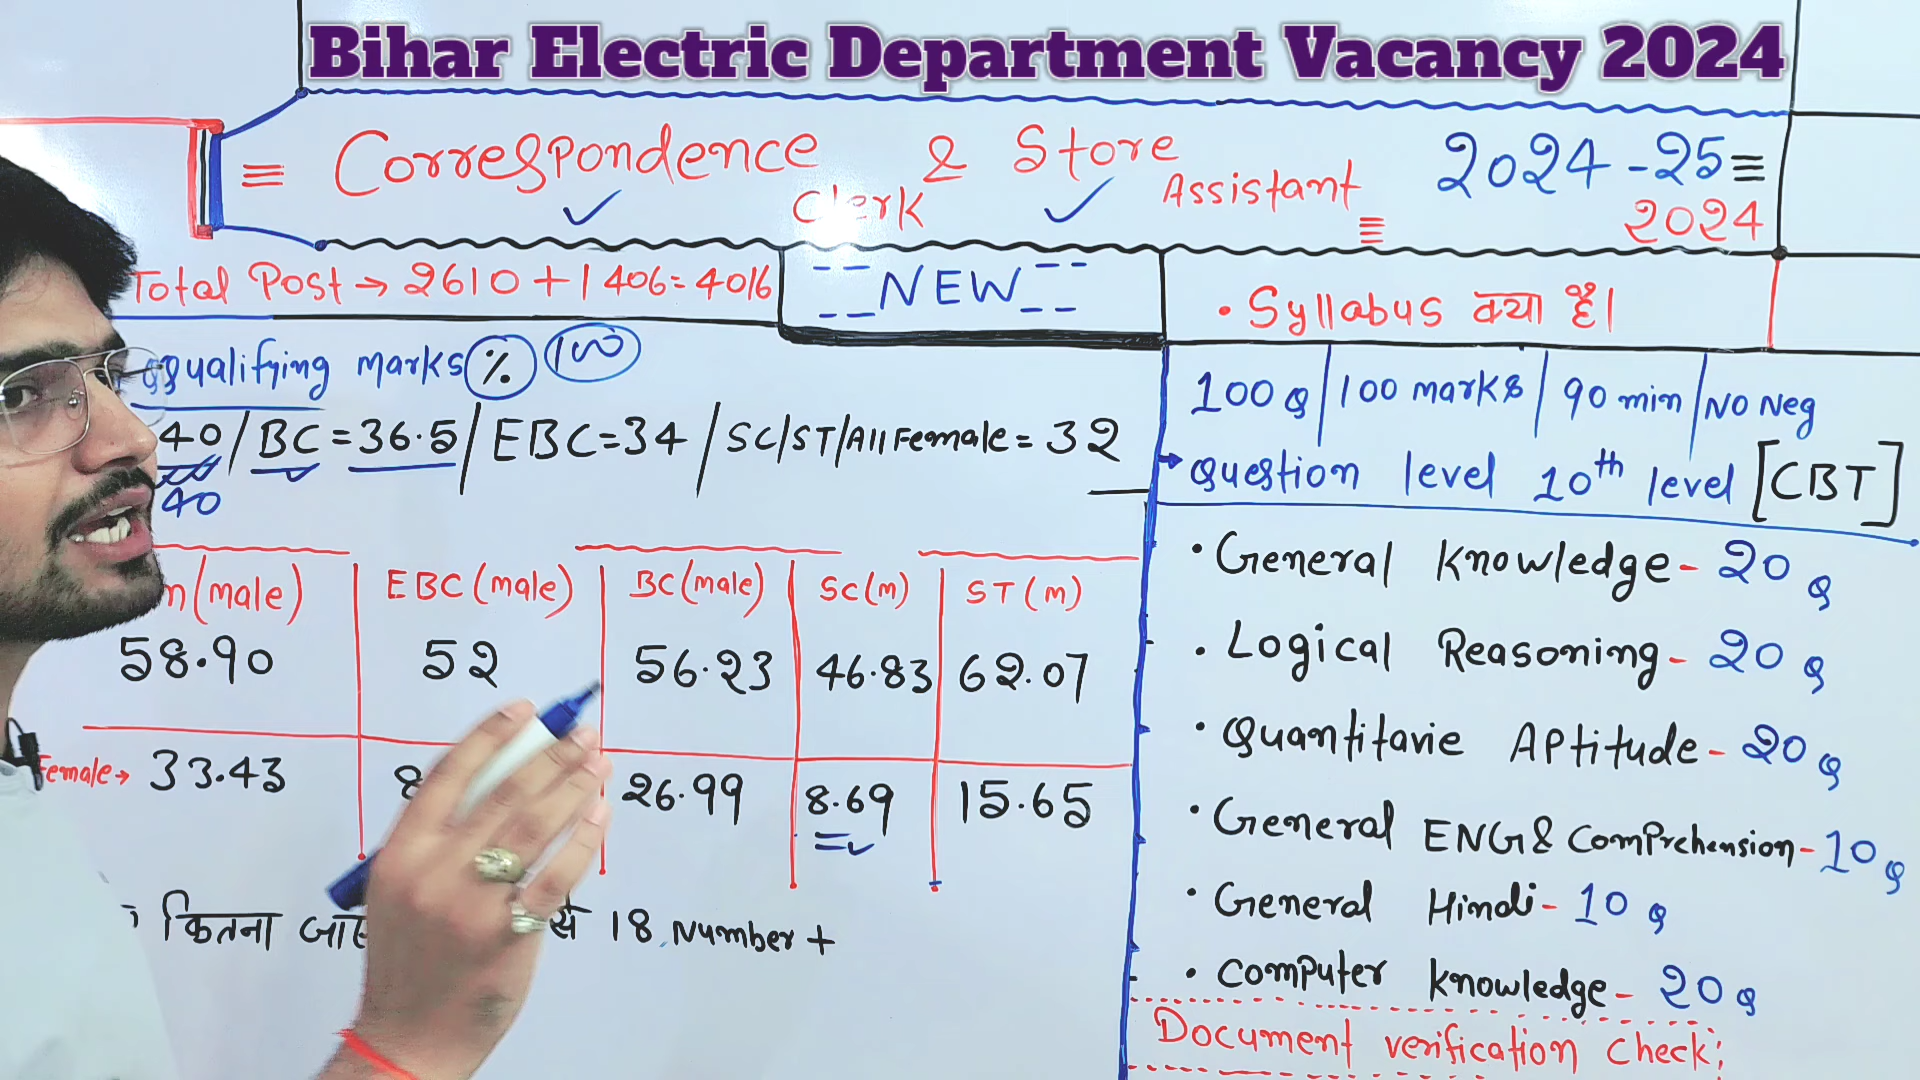 Bihar Electric Department Vacancy 2024
≡ Correspondence Clerk & Store Assistant ≡ 2024-25≡
2024
Total Post → 2610 + 1406 = 4016
NEW
• Syllabus क्या है।
Qualifying marks % 100
40 / BC = 36.5 / EBC = 34 / SC/ST/All Female = 32
40
100 Q / 100 marks / 90 min / No Neg
→ Question level 10th level [CBT]
(male) EBC (male) BC (male) SC (m) ST (m)
58.90 52 56.23 46.83 62.07
Female → 33.43 8 26.99 8.69 15.65
कितना से 18 Number +
• General Knowledge - 20 Q
• Logical Reasoning - 20 Q
• Quantitavie Aptitude - 20 Q
• General ENG & Comprehension - 10 Q
• General Hindi - 10 Q
• Computer Knowledge - 20 Q
Document verification check;